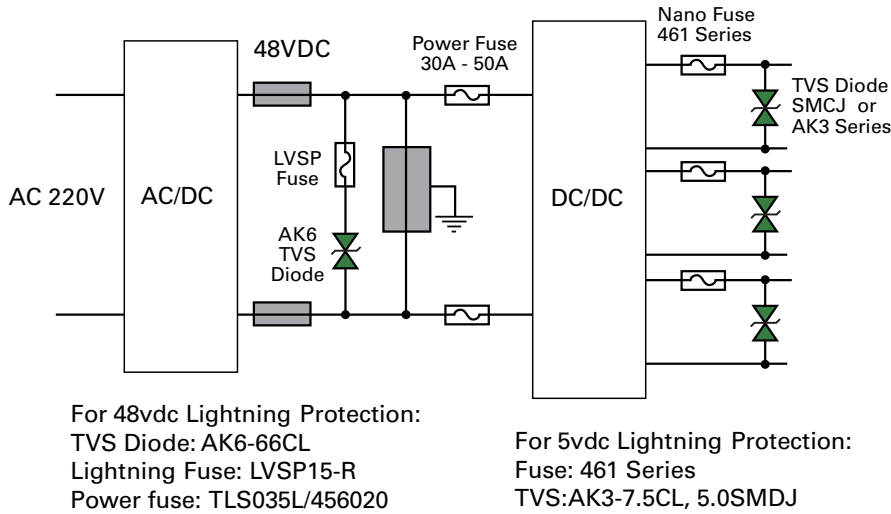 48VDC
Power Fuse
30A - 50A
Nano Fuse
461 Series
TVS Diode
SMCJ or
AK3 Series
LVSP
Fuse
AC 220V
AC/DC
DC/DC
AK6
TVS
Diode
For 48vdc Lightning Protection:
TVS Diode: AK6-66CL
Lightning Fuse: LVSP15-R
Power fuse: TLS035L/456020
For 5vdc Lightning Protection:
Fuse: 461 Series
TVS:AK3-7.5CL, 5.0SMDJ